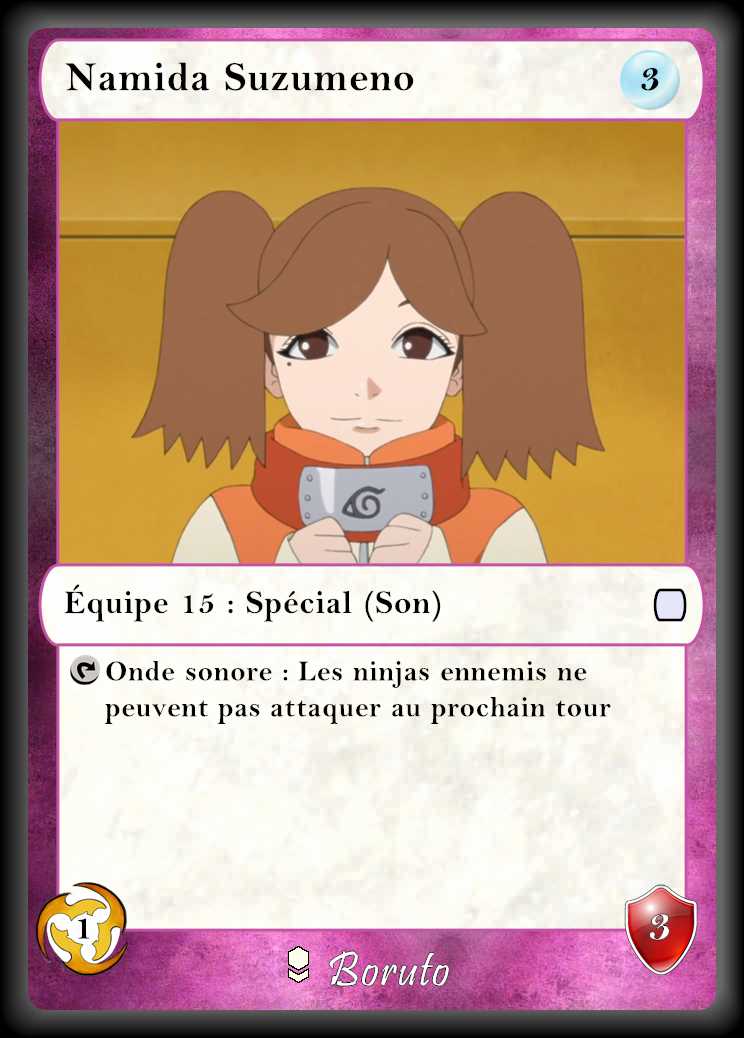 Namida Suzumeno
3
Équipe 15 : Spécial (Son)
Onde sonore : Les ninjas ennemis ne
peuvent pas attaquer au prochain tour
1
3
Boruto